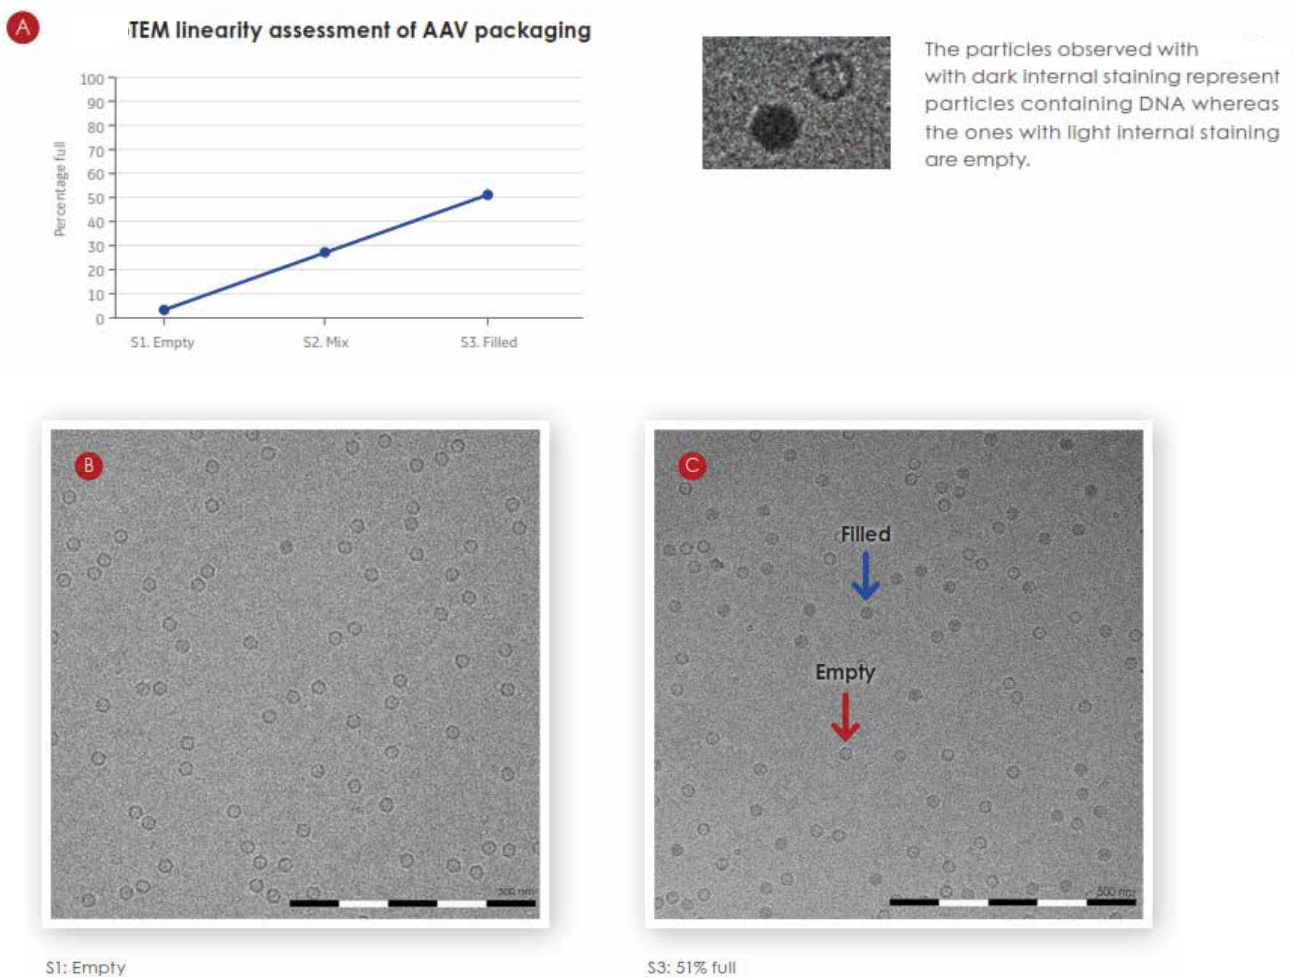 A
TEM linearity assessment of AAV packaging
100
90
80
70
60
50
40
30
20
10
0
Percentage full
S1. Empty
S2. Mix
S3. Filled
The particles observed with
with dark internal staining represent
particles containing DNA whereas
the ones with light internal staining
are empty.
B
500 nm
S1: Empty
C
Filled
Empty
500 nm
S3: 51% full